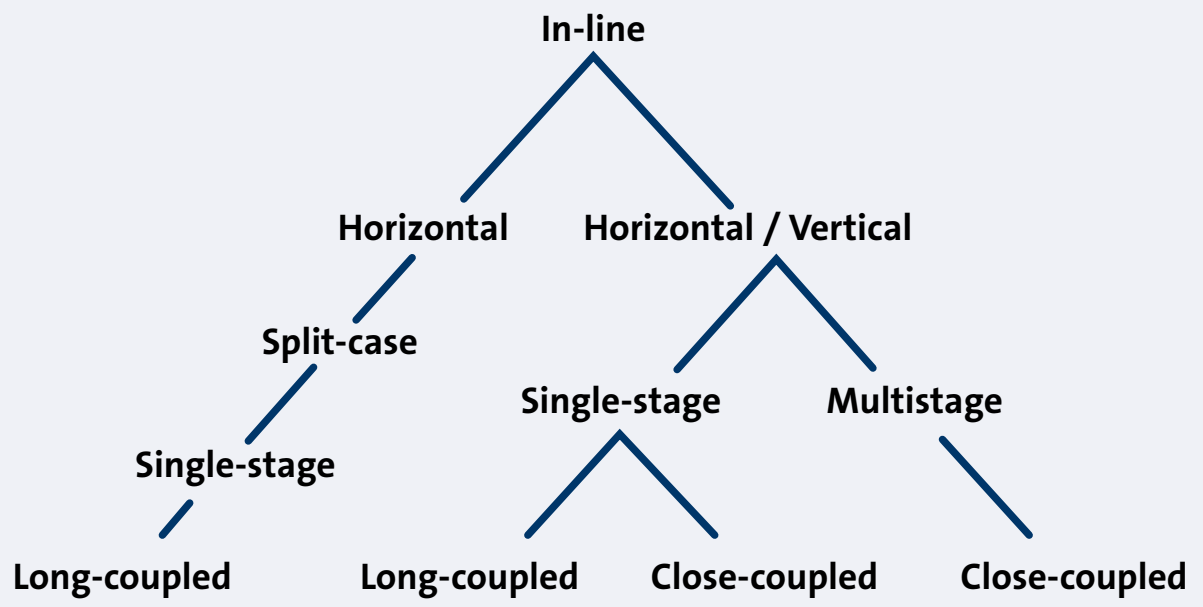 In-line
Horizontal
Horizontal / Vertical
Split-case
Single-stage
Multistage
Single-stage
Long-coupled
Long-coupled
Close-coupled
Close-coupled